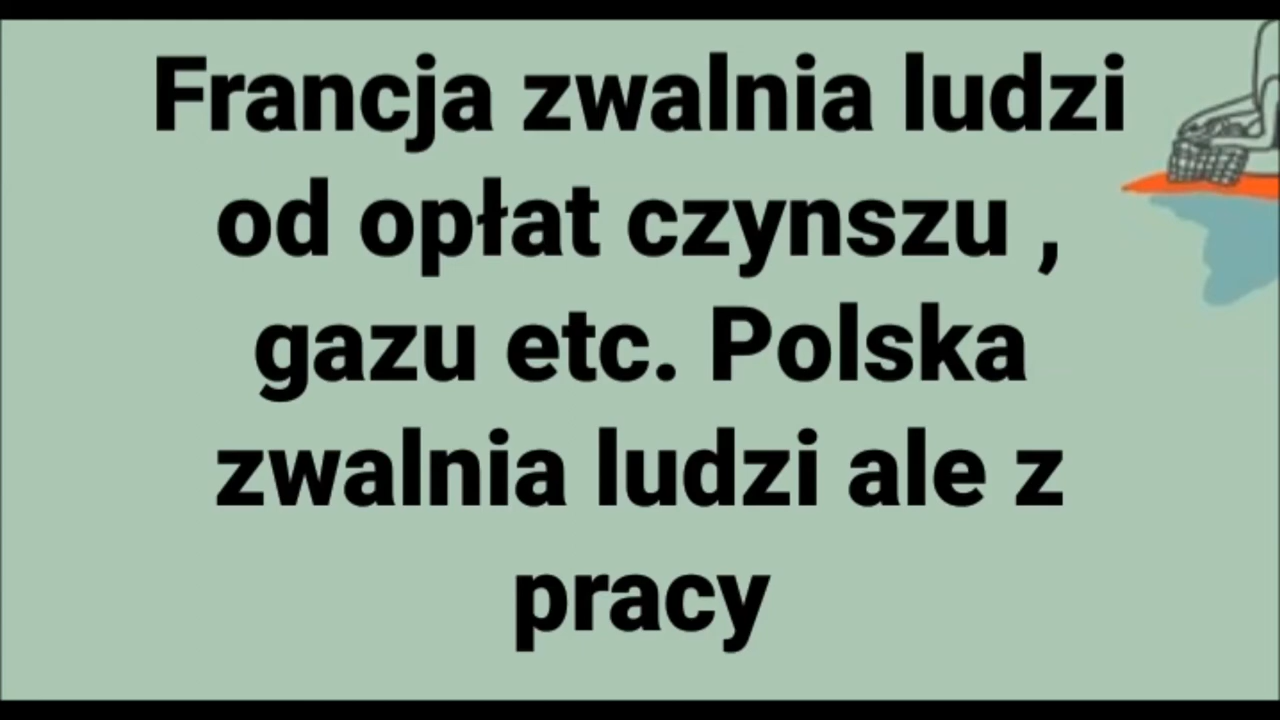 Francja zwalnia ludzi
od opłat czynszu ,
gazu etc. Polska
zwalnia ludzi ale z
pracy